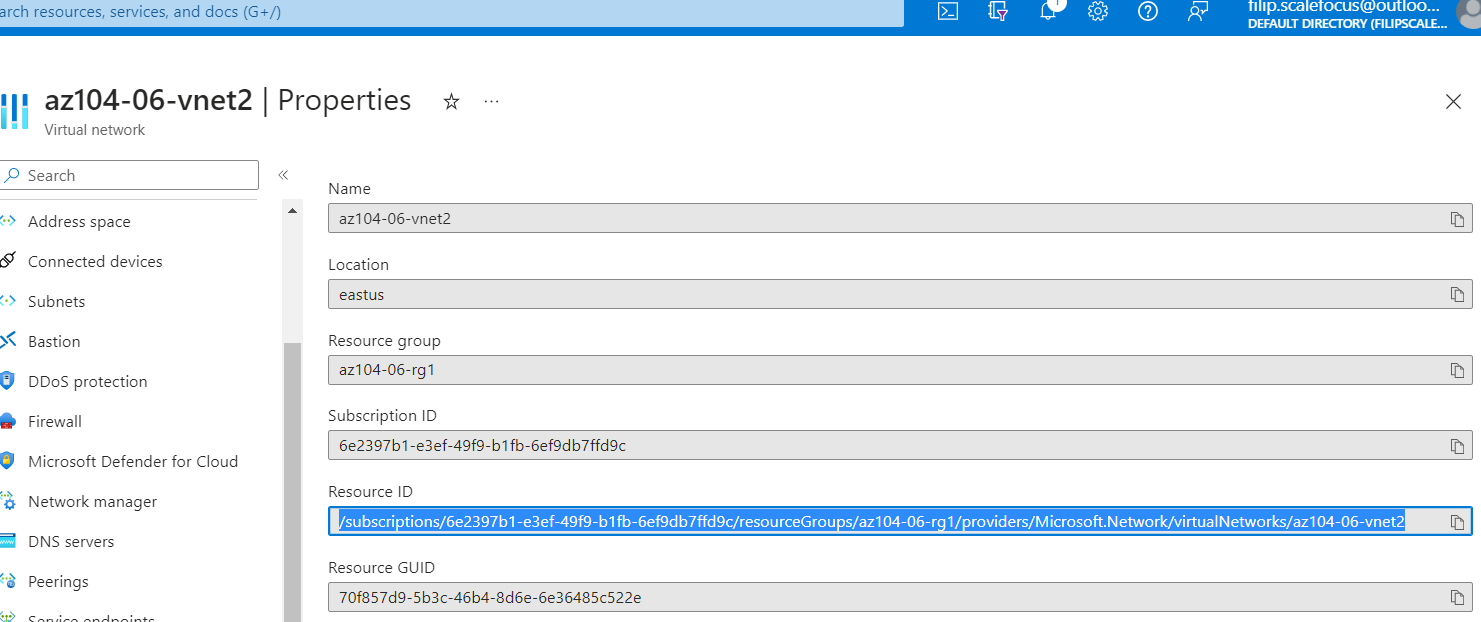 arch resources, services, and docs (G+/)
1
filip.scalefocus@outloo...
DEFAULT DIRECTORY (FILIPSCALE...
az104-06-vnet2 | Properties
...
Virtual network
Search
«
Address space
Connected devices
Subnets
Bastion
DDoS protection
Firewall
Microsoft Defender for Cloud
Network manager
DNS servers
Peerings
Service endpoints
Name
az104-06-vnet2
Location
eastus
Resource group
az104-06-rg1
Subscription ID
6e2397b1-e3ef-49f9-b1fb-6ef9db7ffd9c
Resource ID
/subscriptions/6e2397b1-e3ef-49f9-b1fb-6ef9db7ffd9c/resourceGroups/az104-06-rg1/providers/Microsoft.Network/virtualNetworks/az104-06-vnet2
Resource GUID
70f857d9-5b3c-46b4-8d6e-6e36485c522e